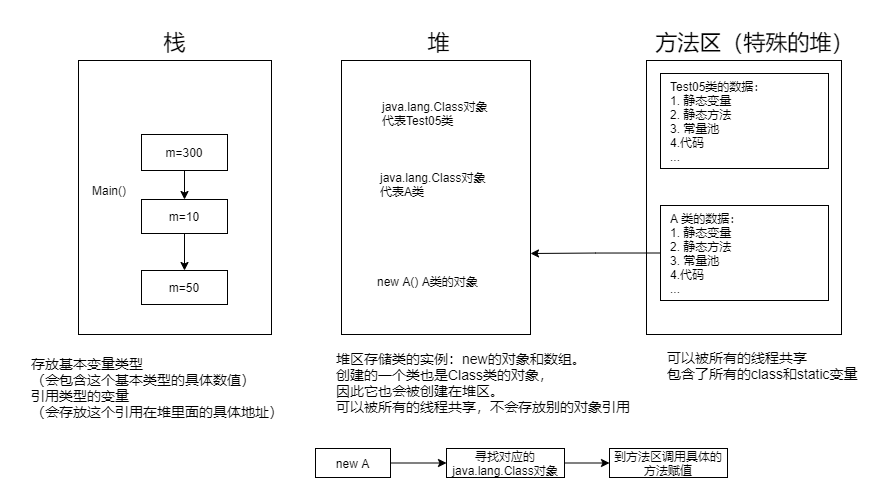 栈
堆
方法区（特殊的堆）
Main()
m=300
m=10
m=50
java.lang.Class对象
代表Test05类
java.lang.Class对象
代表A类
new A() A类的对象
Test05类的数据：
1. 静态变量
2. 静态方法
3. 常量池
4.代码
...
A 类的数据：
1. 静态变量
2. 静态方法
3. 常量池
4.代码
...
存放基本变量类型
（会包含这个基本类型的具体数值）
引用类型的变量
（会存放这个引用在堆里面的具体地址）
堆区存储类的实例：new的对象和数组。
创建的一个类也是Class类的对象，
因此它也会被创建在堆区。
可以被所有的线程共享，不会存放别的对象引用
可以被所有的线程共享
包含了所有的class和static变量
new A
寻找对应的
java.lang.Class对象
到方法区调用具体的
方法赋值